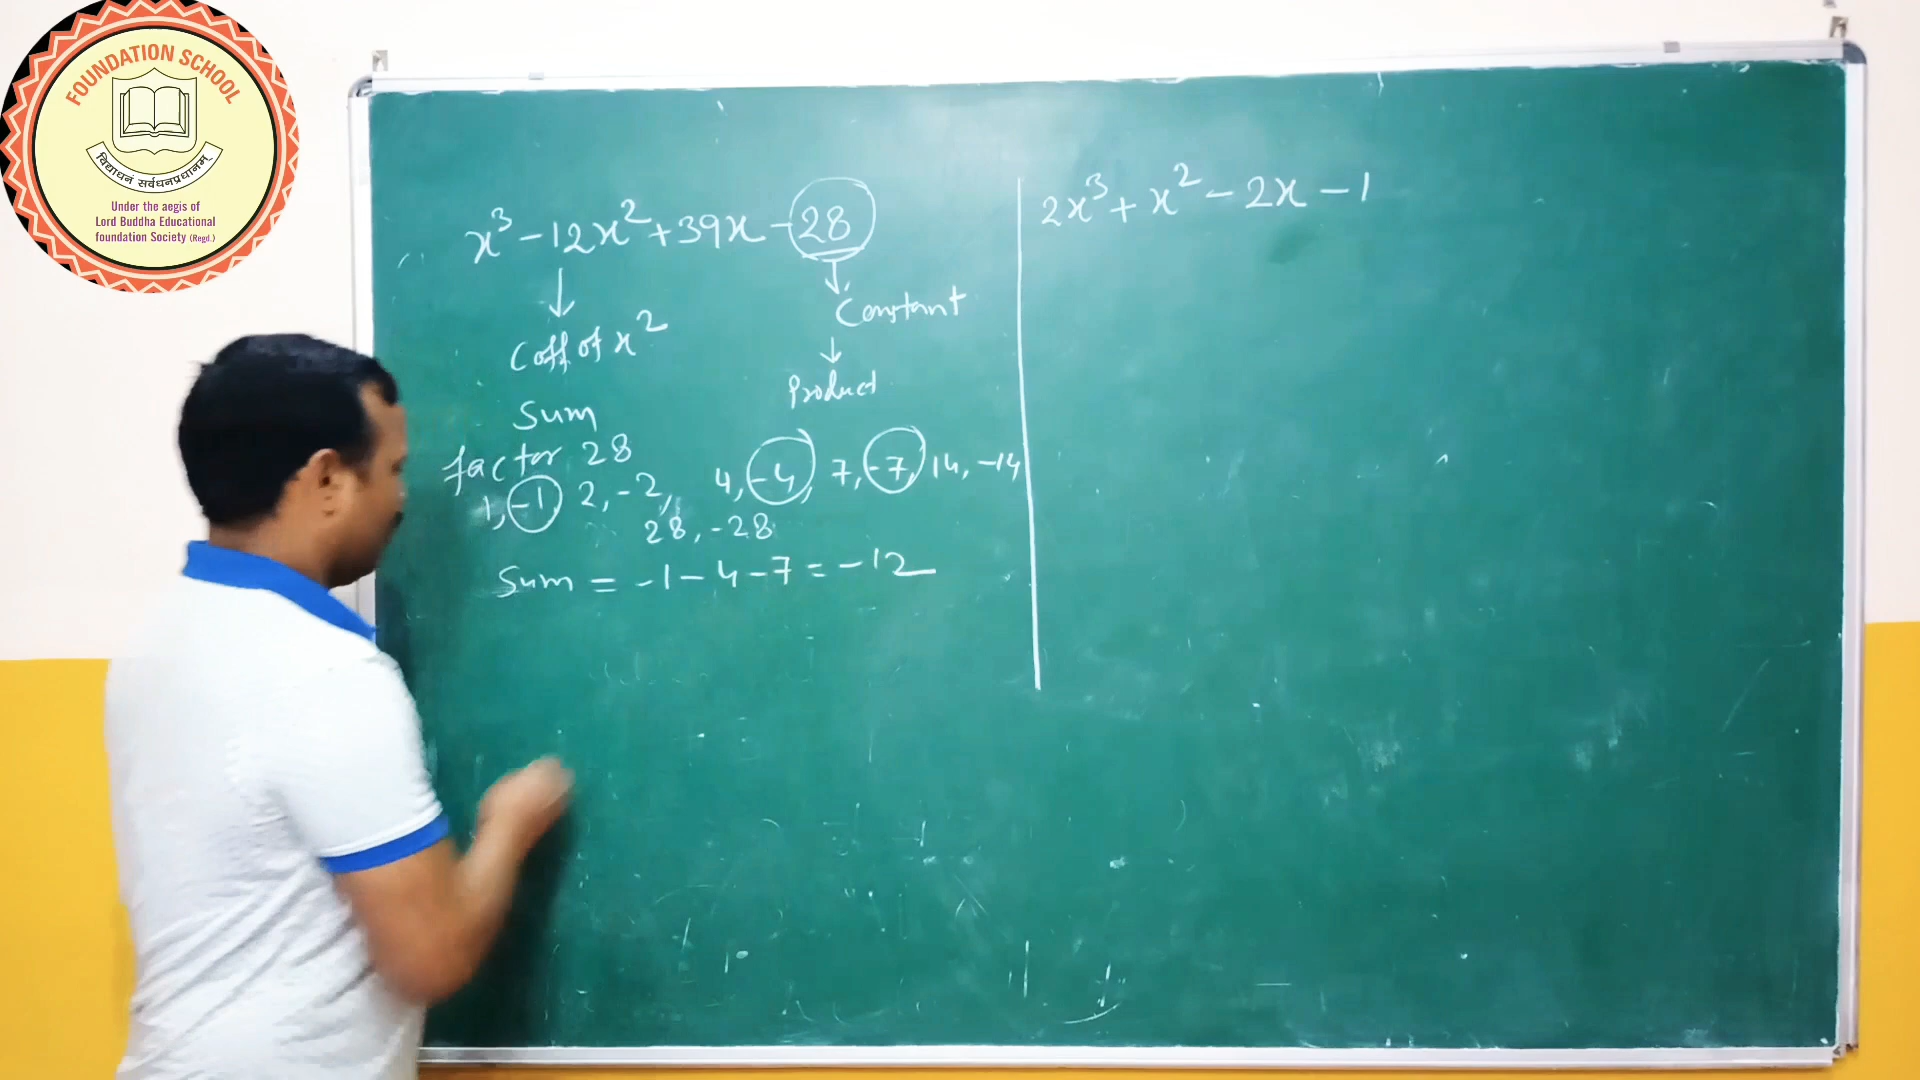 FOUNDATION SCHOOL
विद्याधनं सर्वधनप्रधानम्
Under the aegis of
Lord Buddha Educational
foundation Society (Regd.)
x³ - 12x² + 39x - 28
Coff of x²
Constant
Product
Sum
factor 28
1, -1 2, -2, 4, -4, 7, -7, 14, -14,
28, -28
Sum = -1 - 4 - 7 = -12
2x³ + x² - 2x - 1